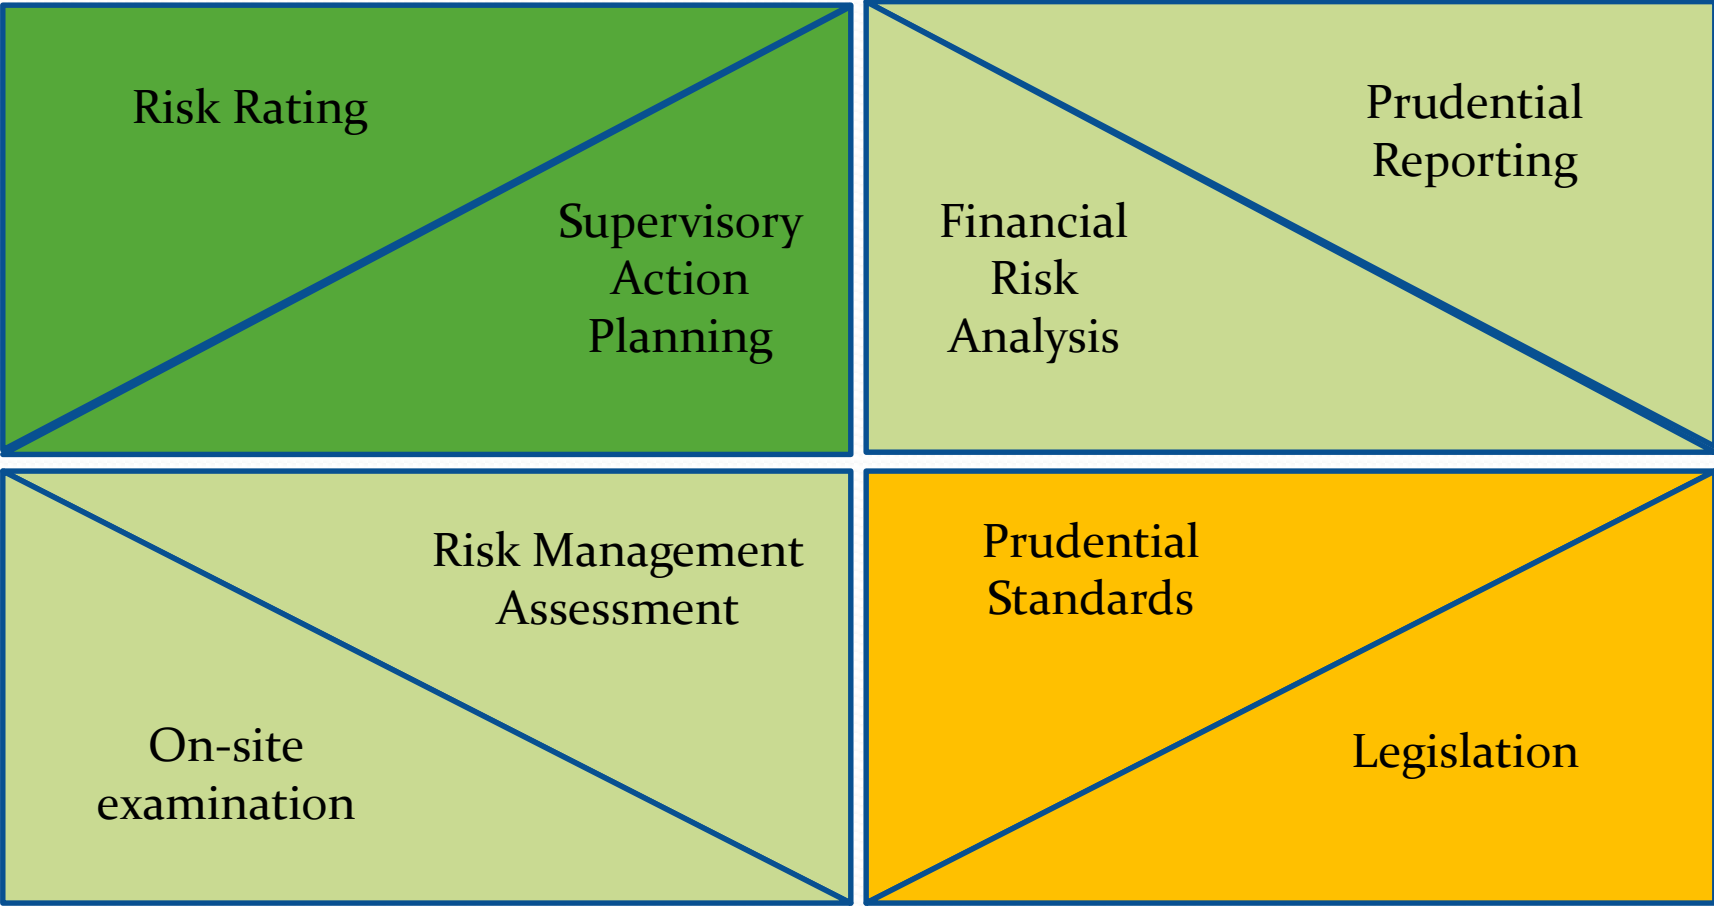 Risk Rating
Supervisory
Action
Planning
Prudential
Reporting
Financial
Risk
Analysis
Risk Management
Assessment
On-site
examination
Prudential
Standards
Legislation